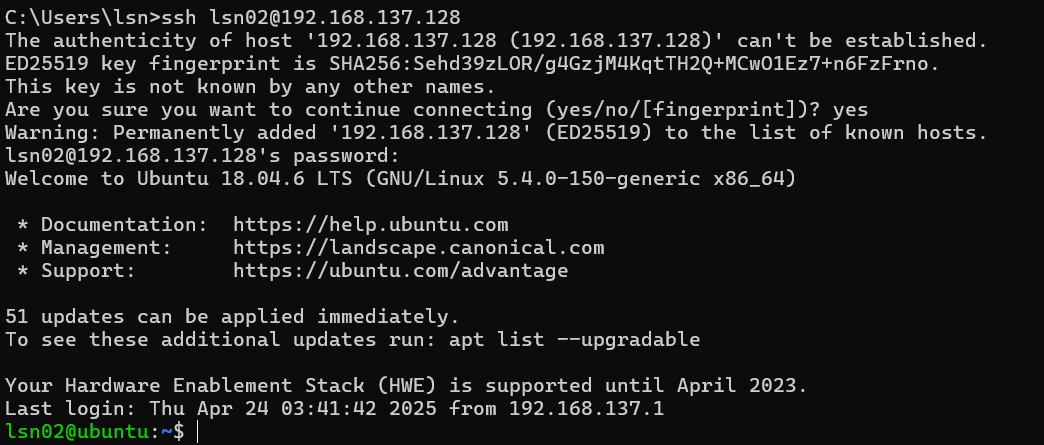 C:\Users\lsn>ssh lsn02@192.168.137.128
The authenticity of host '192.168.137.128 (192.168.137.128)' can't be established.
ED25519 key fingerprint is SHA256:Sehd39zLOR/g4GzjM4KqtTH2Q+MCwO1Ez7+n6FzFrno.
This key is not known by any other names.
Are you sure you want to continue connecting (yes/no/[fingerprint])? yes
Warning: Permanently added '192.168.137.128' (ED25519) to the list of known hosts.
lsn02@192.168.137.128's password:
Welcome to Ubuntu 18.04.6 LTS (GNU/Linux 5.4.0-150-generic x86_64)
* Documentation:  https://help.ubuntu.com
* Management:     https://landscape.canonical.com
* Support:        https://ubuntu.com/advantage
51 updates can be applied immediately.
To see these additional updates run: apt list --upgradable
Your Hardware Enablement Stack (HWE) is supported until April 2023.
Last login: Thu Apr 24 03:41:42 2025 from 192.168.137.1
lsn02@ubuntu:~$